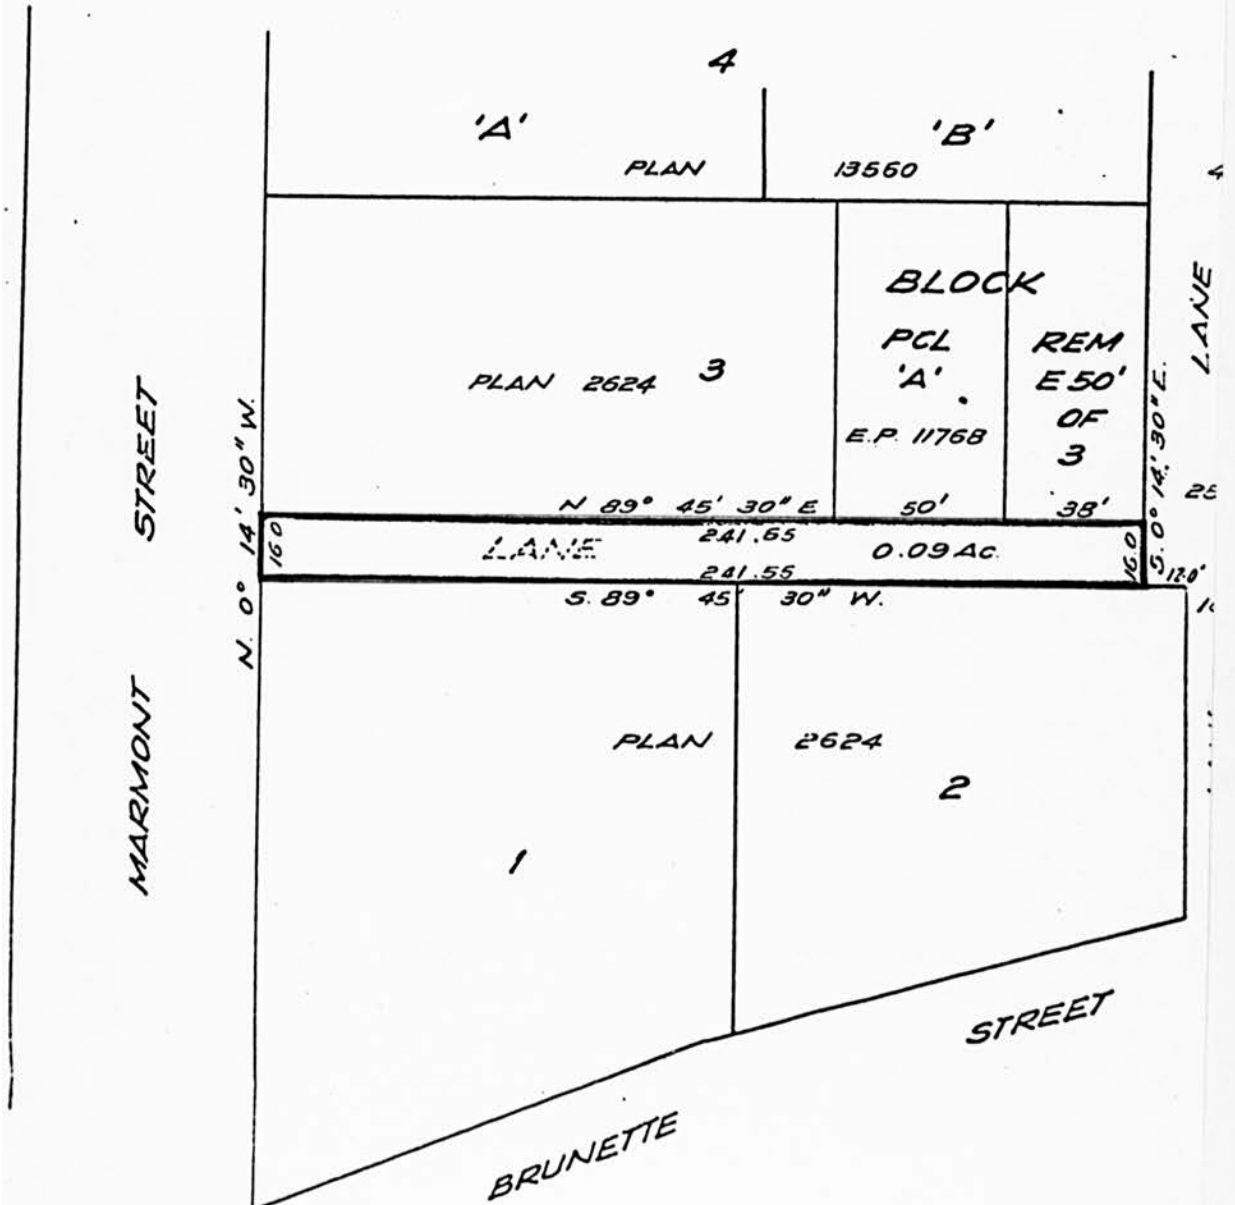 4
'A'
'B'
PLAN 13560
4
BLOCK
LANE
PCL
'A'
E.P. 11768
REM
E 50'
OF
3
PLAN 2624 3
STREET
N. 0° 14' 30" W.
S. 0° 14' 30" E.
N 89° 45' 30" E
50'
38'
16.0
LANE
241.65
0.09 Ac.
16.0
241.55
S. 89° 45' 30" W.
MARMONT
PLAN 2624
2
1
STREET
BRUNETTE